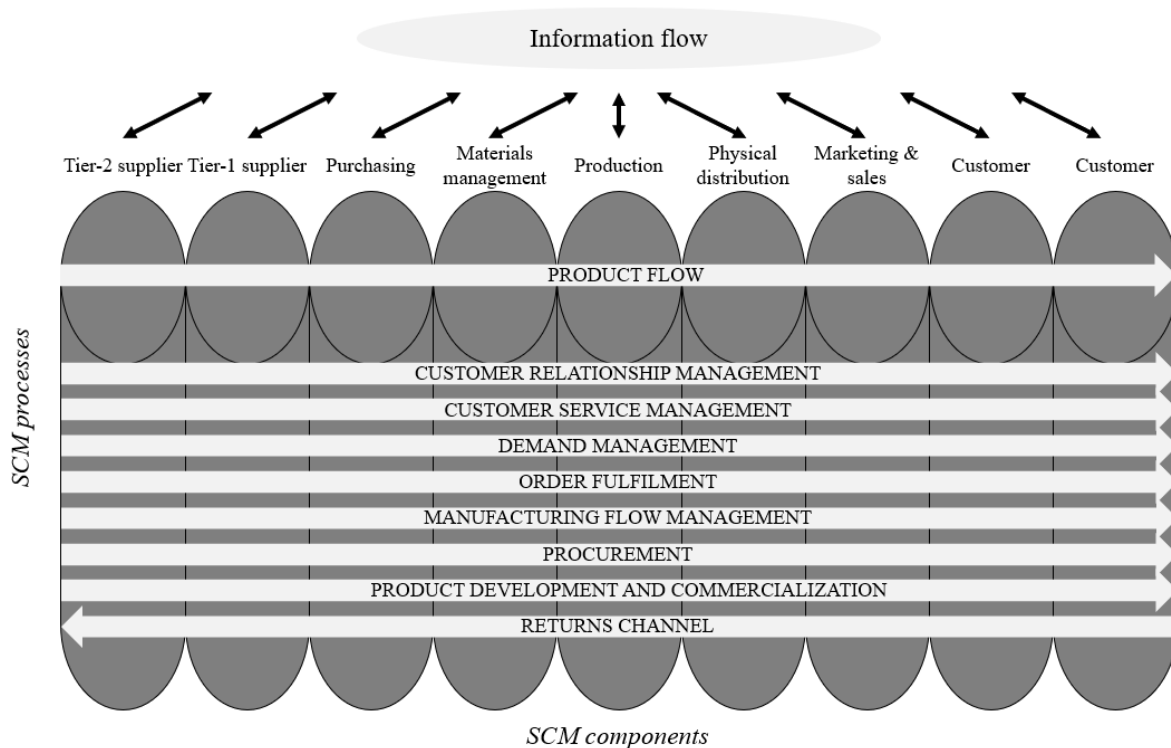 Information flow
Tier-2 supplier
Tier-1 supplier
Purchasing
Materials
management
Production
Physical
distribution
Marketing &
sales
Customer
Customer
PRODUCT FLOW
CUSTOMER RELATIONSHIP MANAGEMENT
CUSTOMER SERVICE MANAGEMENT
DEMAND MANAGEMENT
ORDER FULFILMENT
MANUFACTURING FLOW MANAGEMENT
PROCUREMENT
PRODUCT DEVELOPMENT AND COMMERCIALIZATION
RETURNS CHANNEL
SCM processes
SCM components